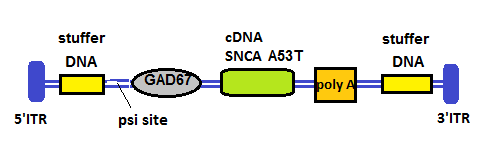 stuffer
DNA
cDNA
SNCA A53T
stuffer
DNA
GAD67
poly A
5'ITR
psi site
3'ITR